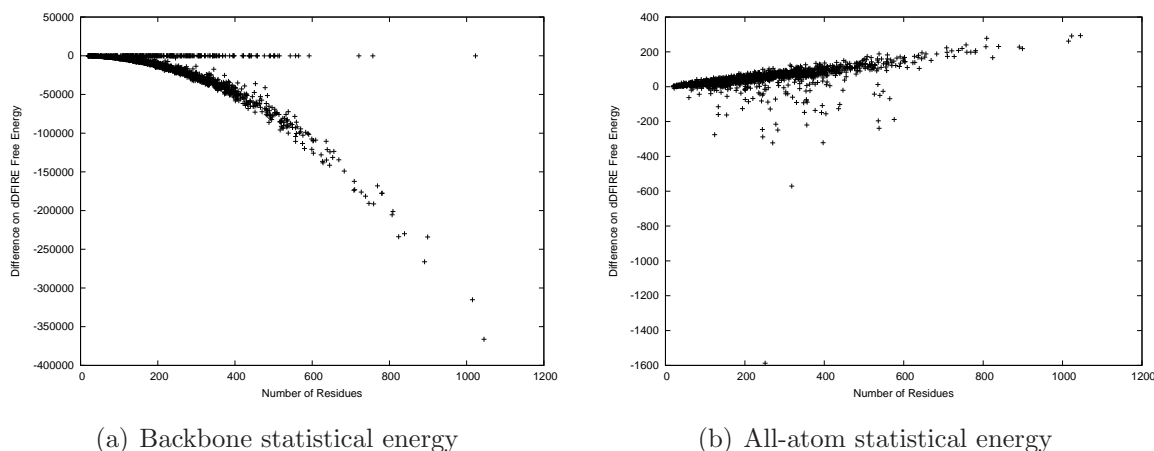 50000
0
-50000
-100000
-150000
-200000
-250000
-300000
-350000
-400000
0 200 400 600 800 1000 1200
Difference on dDFIRE Free Energy
Number of Residues
(a) Backbone statistical energy
400
200
0
-200
-400
-600
-800
-1000
-1200
-1400
-1600
0 200 400 600 800 1000 1200
Difference on dDFIRE Free Energy
Number of Residues
(b) All-atom statistical energy